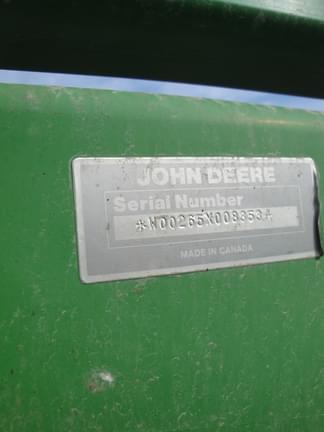 JOHN DEERE
Serial Number
*W00265X008353*
MADE IN CANADA